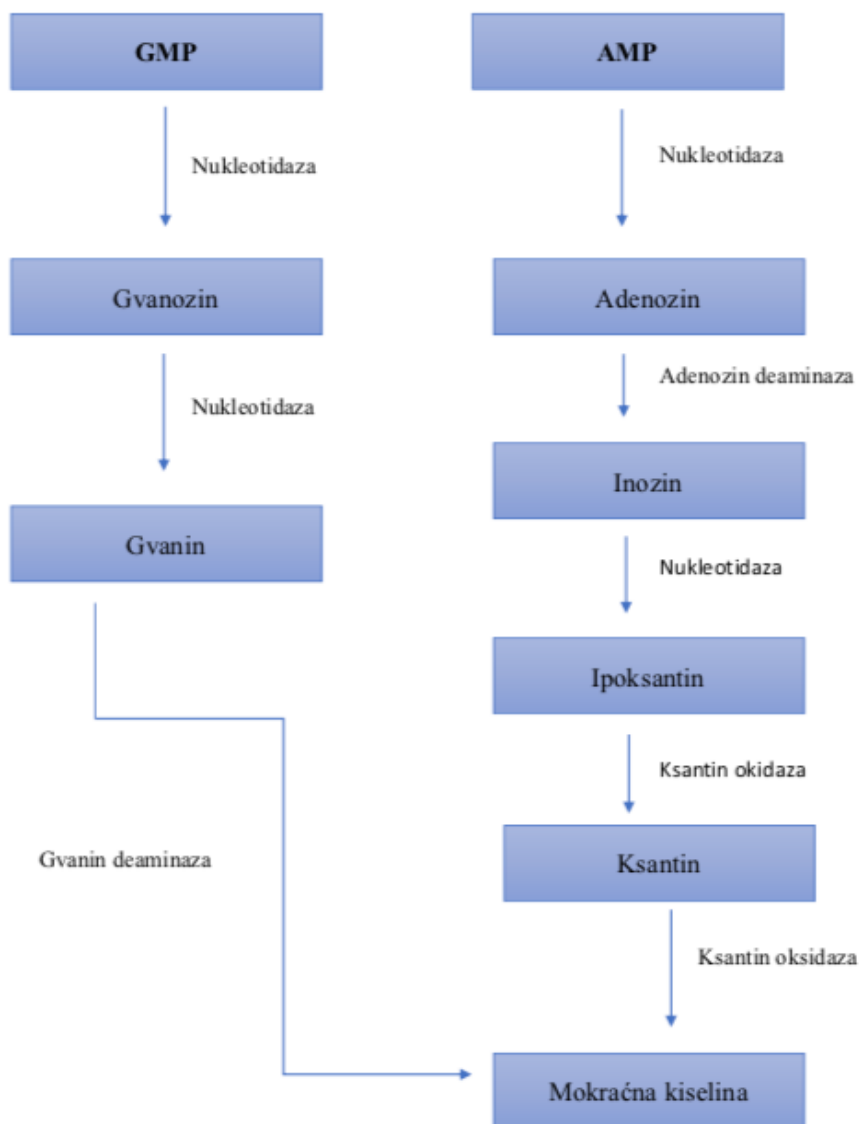 GMP
AMP
Nukleotidaza
Nukleotidaza
Gvanozin
Adenozin
Adenozin deaminaza
Nukleotidaza
Inozin
Gvanin
Nukleotidaza
Ipoksantin
Ksantin okidaza
Gvanin deaminaza
Ksantin
Ksantin oksidaza
Mokraćna kiselina